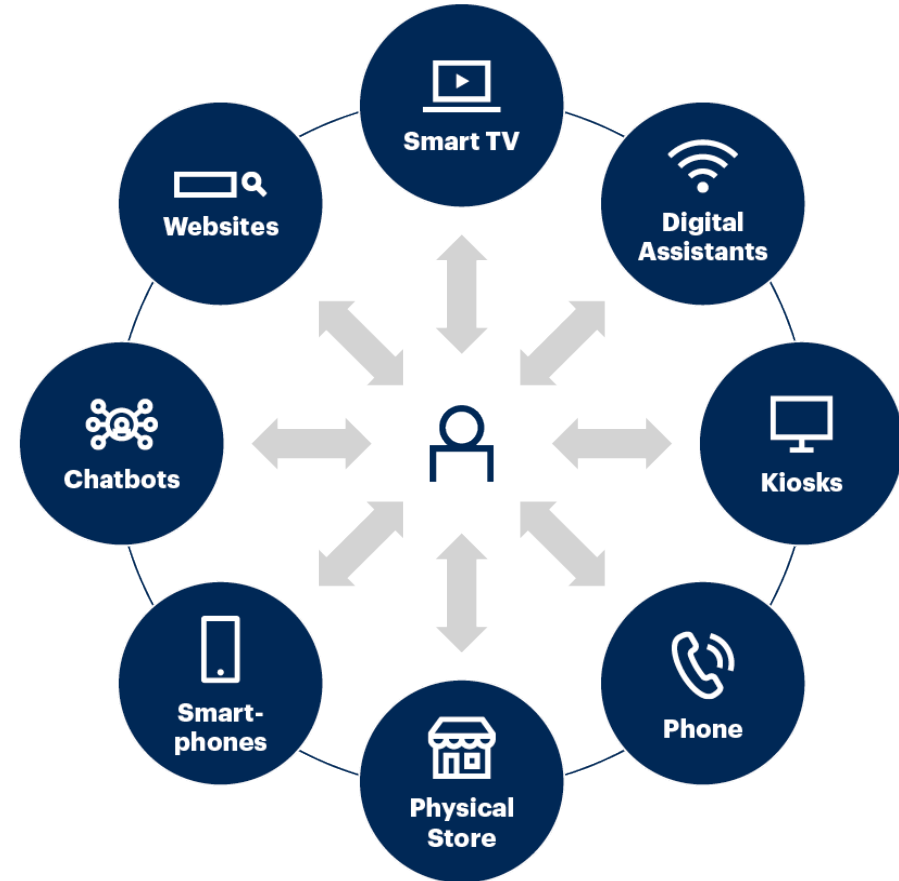 Smart TV
Digital
Assistants
Kiosks
Phone
Physical
Store
Smart-
phones
Chatbots
Websites